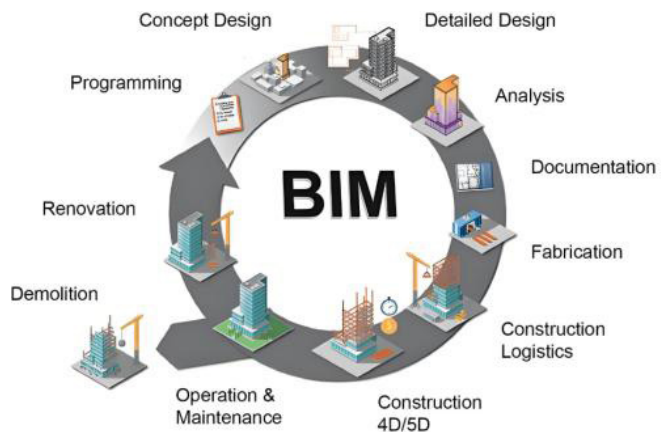 Concept Design
Detailed Design
Programming
Analysis
BIM
Documentation
Renovation
Fabrication
Demolition
Construction
Logistics
Operation &
Maintenance
Construction
4D/5D